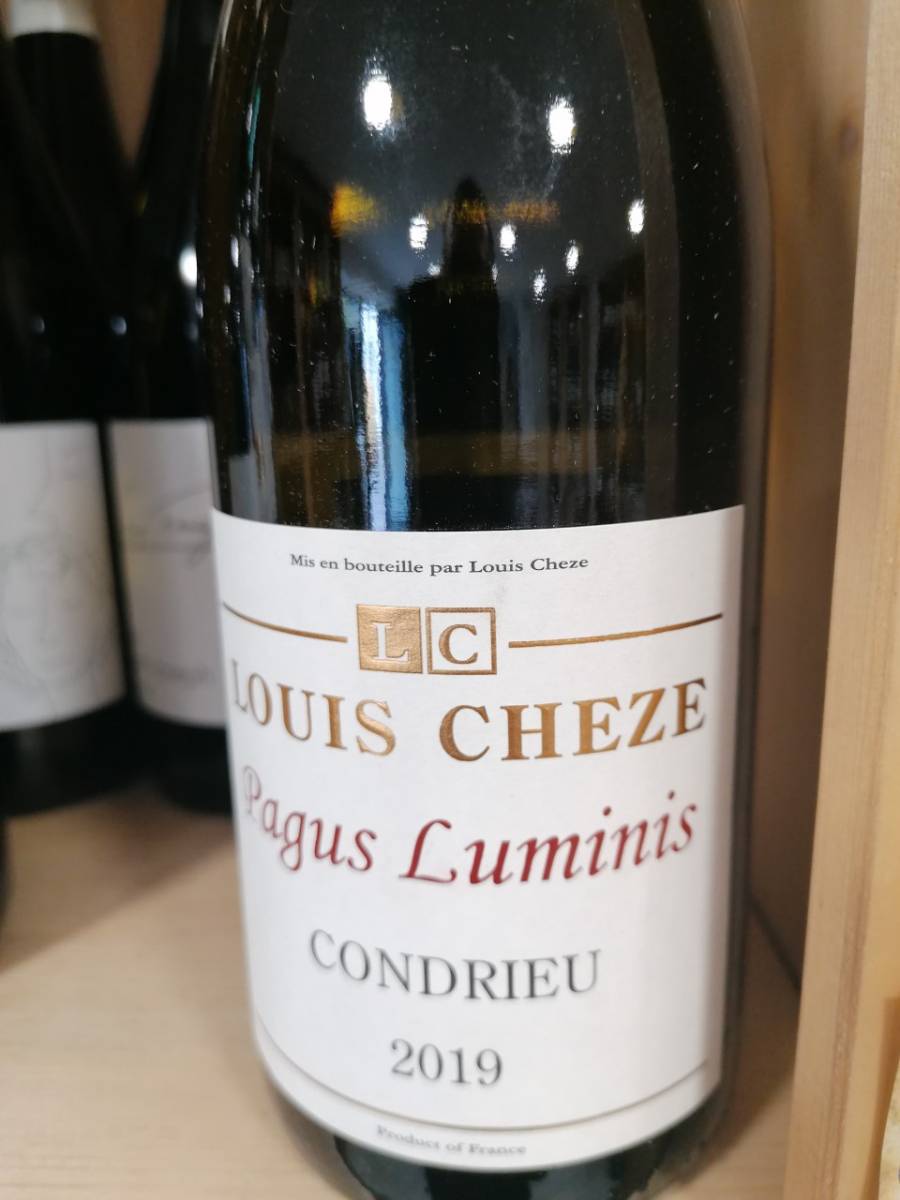 Mis en bouteille par Louis Cheze
LC
LOUIS CHEZE
Pagus Luminis
CONDRIEU
2019
Product of France